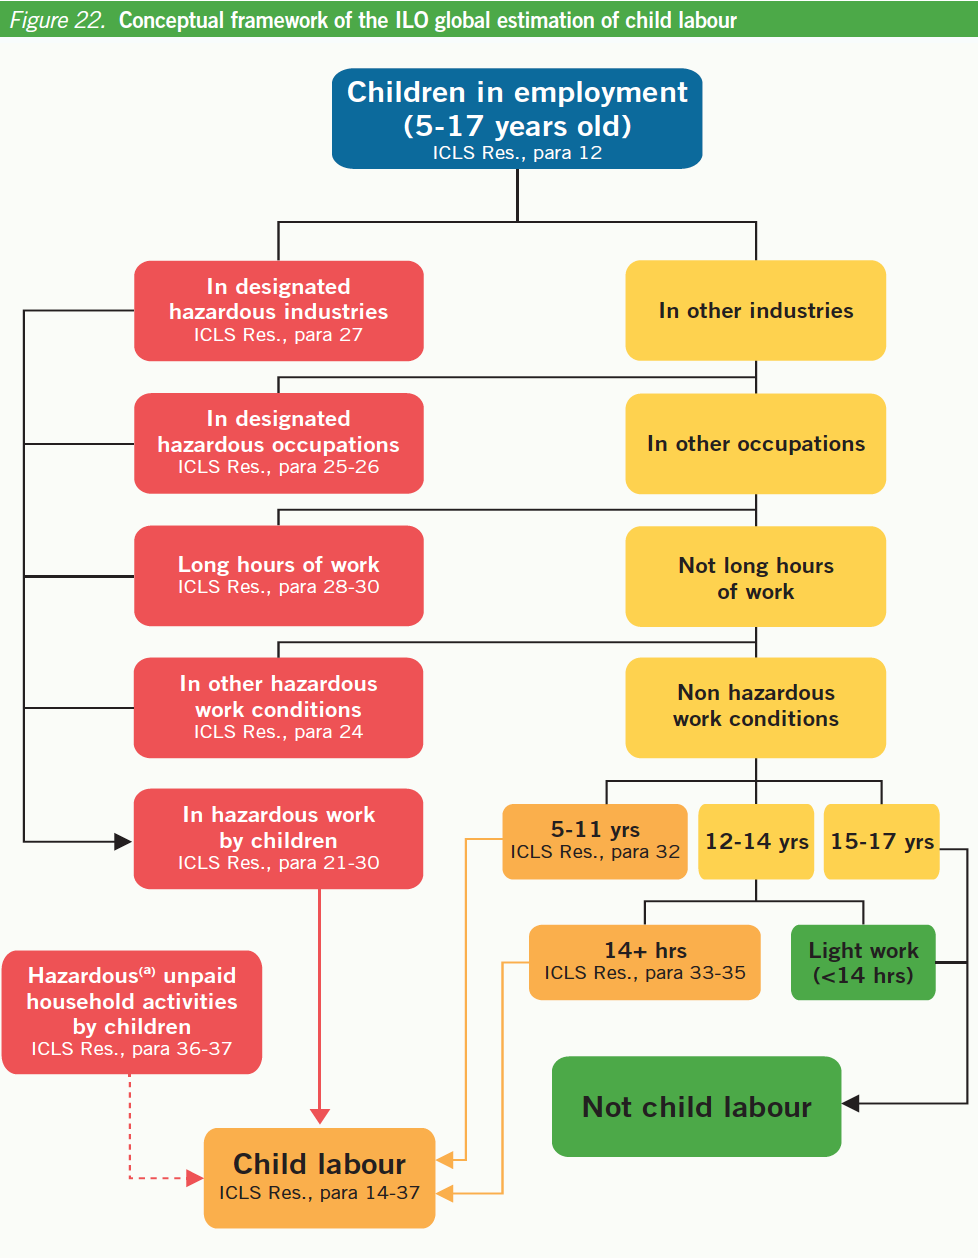 Figure 22. Conceptual framework of the ILO global estimation of child labour
Children in employment
(5-17 years old)
ICLS Res., para 12
In designated
hazardous industries
ICLS Res., para 27
In other industries
In designated
hazardous occupations
ICLS Res., para 25-26
In other occupations
Long hours of work
ICLS Res., para 28-30
Not long hours
of work
In other hazardous
work conditions
ICLS Res., para 24
Non hazardous
work conditions
In hazardous work
by children
ICLS Res., para 21-30
5-11 yrs
ICLS Res., para 32
12-14 yrs
15-17 yrs
14+ hrs
ICLS Res., para 33-35
Light work
(<14 hrs)
Hazardous(a) unpaid
household activities
by children
ICLS Res., para 36-37
Not child labour
Child labour
ICLS Res., para 14-37